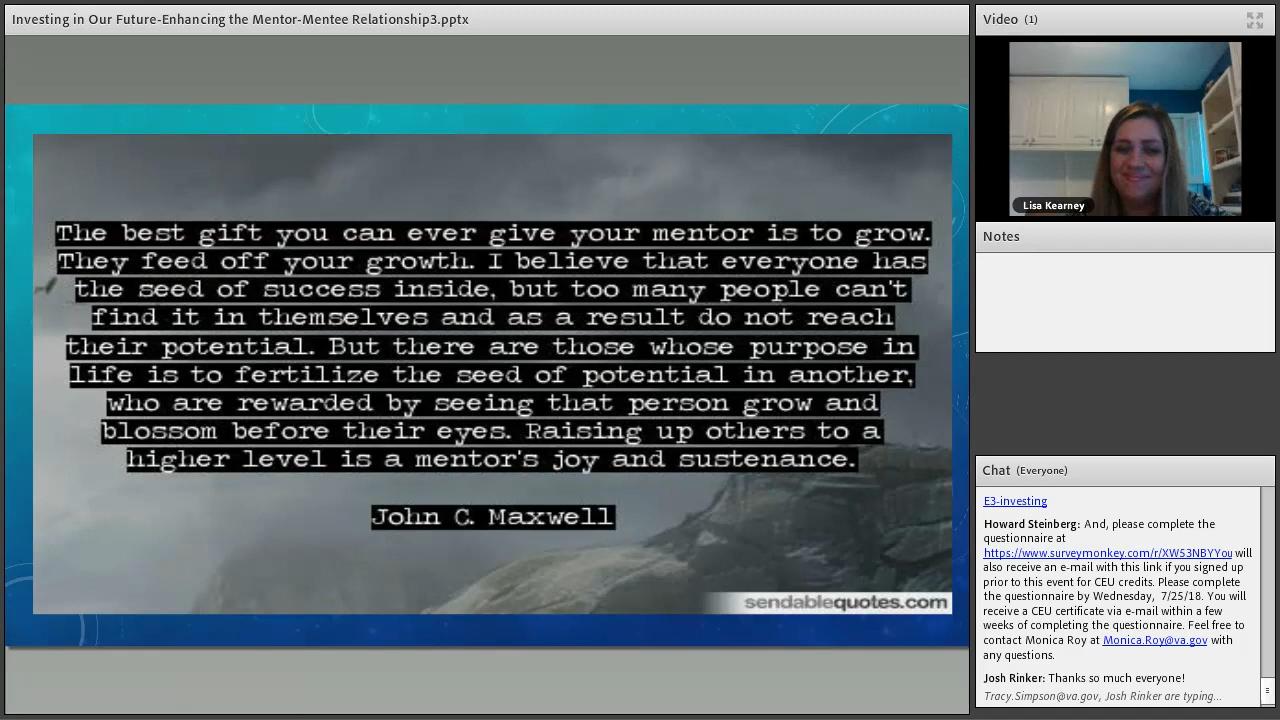 Investing in Our Future-Enhancing the Mentor-Mentee Relationship3.pptx
The best gift you can ever give your mentor is to grow.
They feed off your growth. I believe that everyone has
the seed of success inside, but too many people can't
find it in themselves and as a result do not reach
their potential. But there are those whose purpose in
life is to fertilize the seed of potential in another,
who are rewarded by seeing that person grow and
blossom before their eyes. Raising up others to a
higher level is a mentor's joy and sustenance.
John C. Maxwell
sendablequotes.com
Video (1)
Lisa Kearney
Notes
Chat (Everyone)
E3-investing
Howard Steinberg: And, please complete the
questionnaire at
https://www.surveymonkey.com/r/XW53NBYYou will
also receive an e-mail with this link if you signed up
prior to this event for CEU credits. Please complete
the questionnaire by Wednesday, 7/25/18. You will
receive a CEU certificate via e-mail within a few
weeks of completing the questionnaire. Feel free to
contact Monica Roy at Monica.Roy@va.gov with
any questions.
Josh Rinker: Thanks so much everyone!
Tracy.Simpson@va.gov, Josh Rinker are typing...